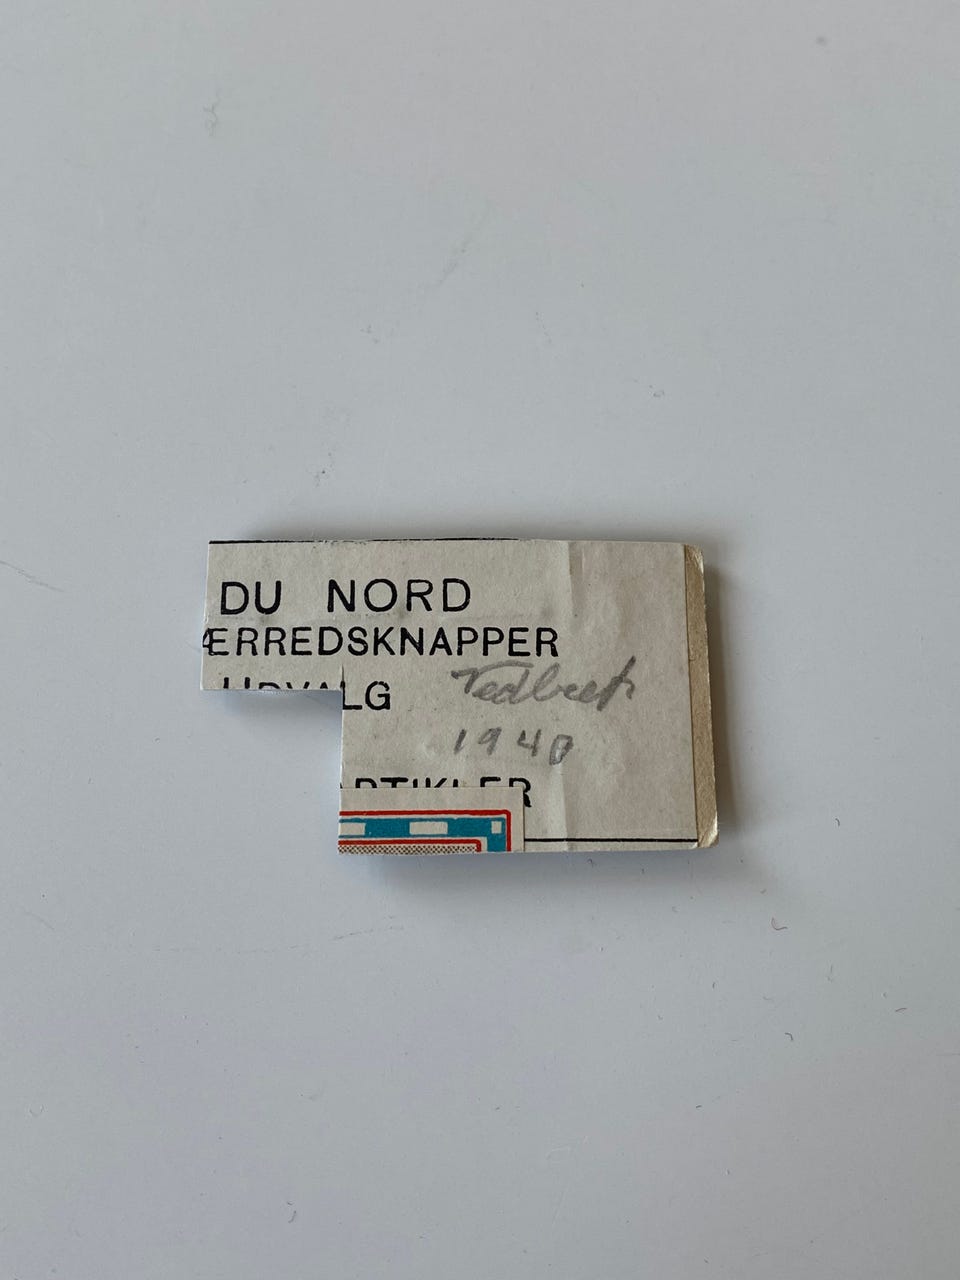 DU NORD
ÆRREDSKNAPPER
UDVALG
1940
RTIKLER